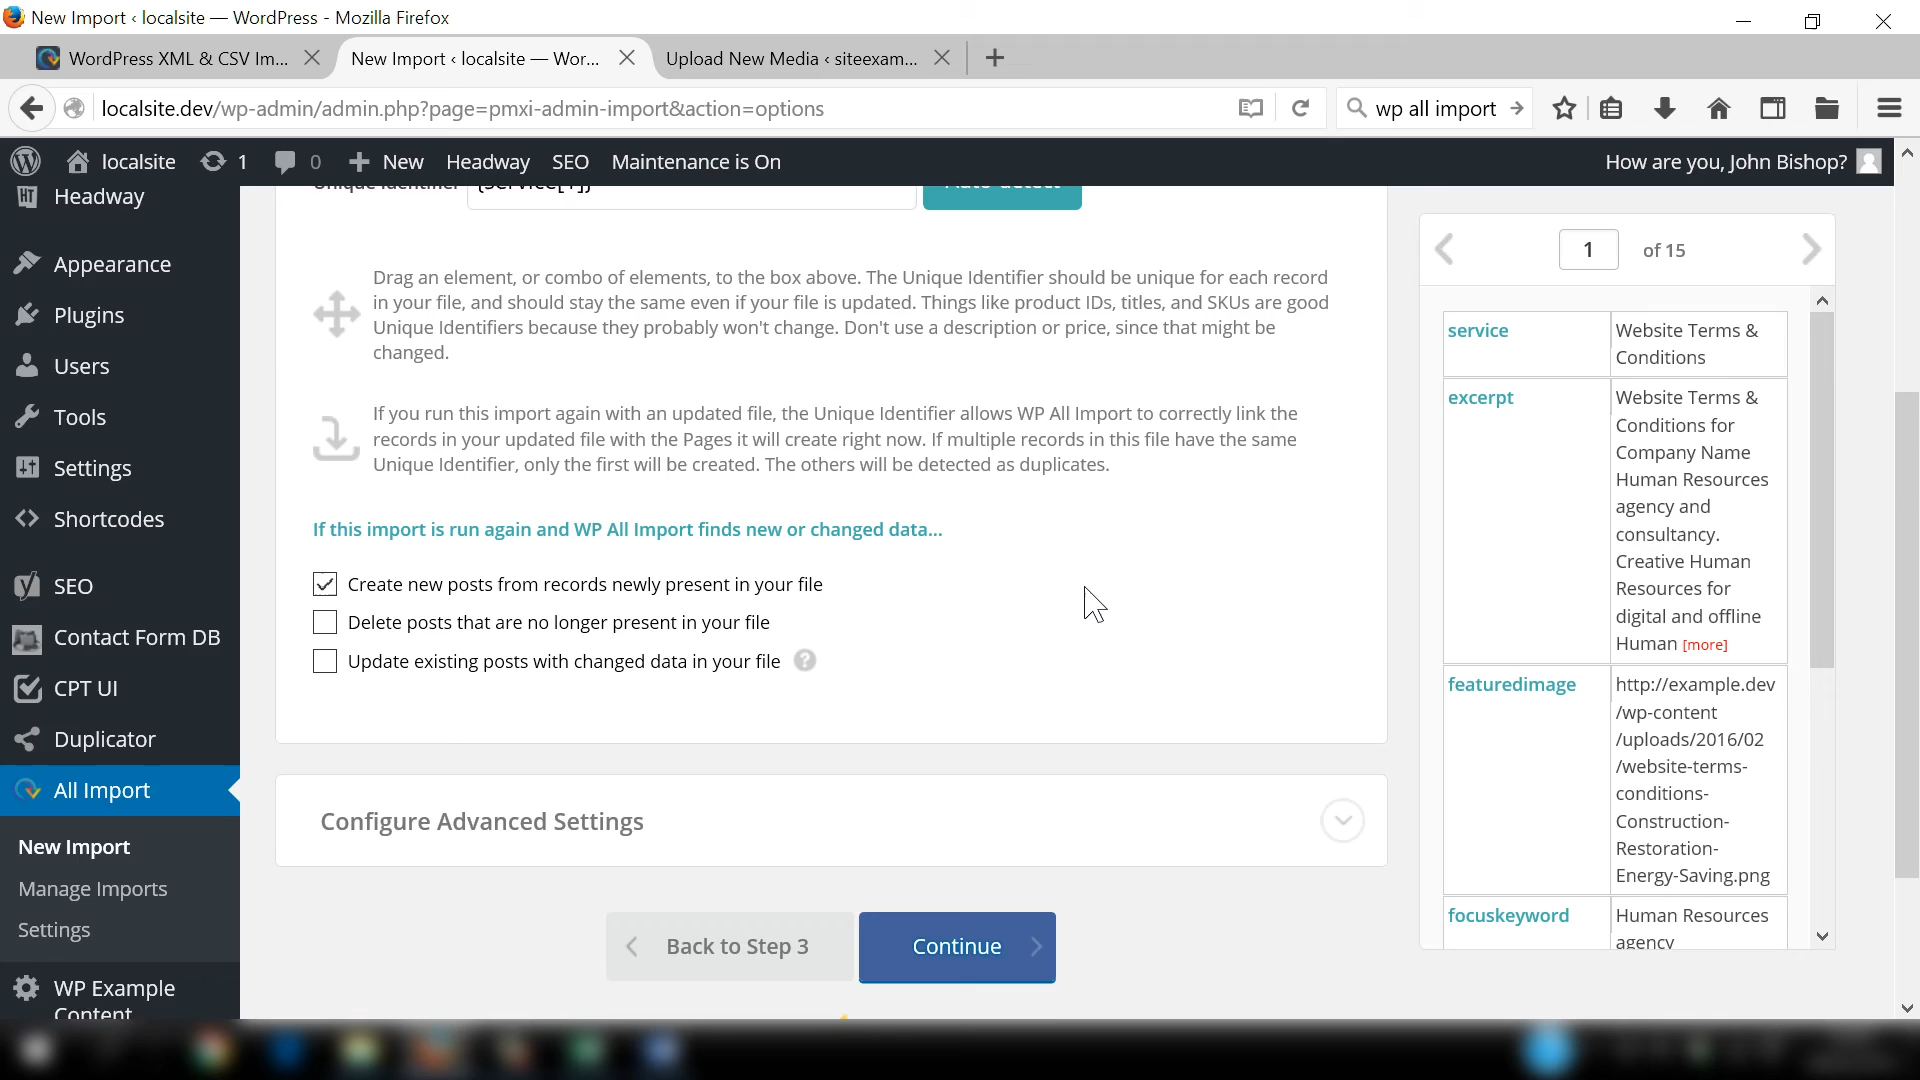 New Import ‹ localsite — WordPress - Mozilla Firefox
WordPress XML & CSV Im...
New Import ‹ localsite — Wor...
Upload New Media ‹ siteexam...
localsite.dev/wp-admin/admin.php?page=pmxi-admin-import&action=options
wp all import
localsite
1
0
New
Headway
SEO
Maintenance is On
How are you, John Bishop?
Headway
Appearance
Plugins
Users
Tools
Settings
Shortcodes
SEO
Contact Form DB
CPT UI
Duplicator
All Import
New Import
Manage Imports
Settings
WP Example
Content
Unique Identifier
{service[1]}
Auto-detect
Drag an element, or combo of elements, to the box above. The Unique Identifier should be unique for each record
in your file, and should stay the same even if your file is updated. Things like product IDs, titles, and SKUs are good
Unique Identifiers because they probably won't change. Don't use a description or price, since that might be
changed.
If you run this import again with an updated file, the Unique Identifier allows WP All Import to correctly link the
records in your updated file with the Pages it will create right now. If multiple records in this file have the same
Unique Identifier, only the first will be created. The others will be detected as duplicates.
If this import is run again and WP All Import finds new or changed data...
Create new posts from records newly present in your file
Delete posts that are no longer present in your file
Update existing posts with changed data in your file ?
Configure Advanced Settings
Back to Step 3
Continue
1 of 15
service
Website Terms &
Conditions
excerpt
Website Terms &
Conditions for
Company Name
Human Resources
agency and
consultancy.
Creative Human
Resources for
digital and offline
Human [more]
featuredimage
http://example.dev
/wp-content
/uploads/2016/02
/website-terms-
conditions-
Construction-
Restoration-
Energy-Saving.png
focuskeyword
Human Resources
agency